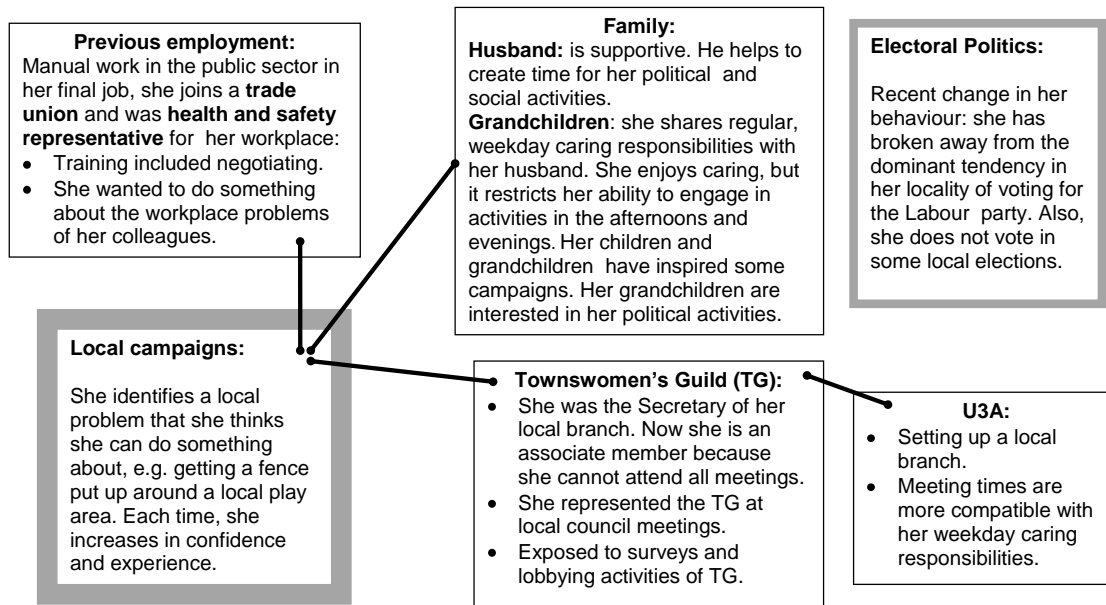 Previous employment:
Manual work in the public sector in
her final job, she joins a trade
union and was health and safety
representative for her workplace:
• Training included negotiating.
• She wanted to do something
about the workplace problems
of her colleagues.
Family:
Husband: is supportive. He helps to
create time for her political and
social activities.
Grandchildren: she shares regular,
weekday caring responsibilities with
her husband. She enjoys caring, but
it restricts her ability to engage in
activities in the afternoons and
evenings. Her children and
grandchildren have inspired some
campaigns. Her grandchildren are
interested in her political activities.
Electoral Politics:
Recent change in her
behaviour: she has
broken away from the
dominant tendency in
her locality of voting for
the Labour party. Also,
she does not vote in
some local elections.
Local campaigns:
She identifies a local
problem that she thinks
she can do something
about, e.g. getting a fence
put up around a local play
area. Each time, she
increases in confidence
and experience.
Townswomen's Guild (TG):
• She was the Secretary of her
local branch. Now she is an
associate member because
she cannot attend all meetings.
• She represented the TG at
local council meetings.
• Exposed to surveys and
lobbying activities of TG.
U3A:
• Setting up a local
branch.
• Meeting times are
more compatible with
her weekday caring
responsibilities.